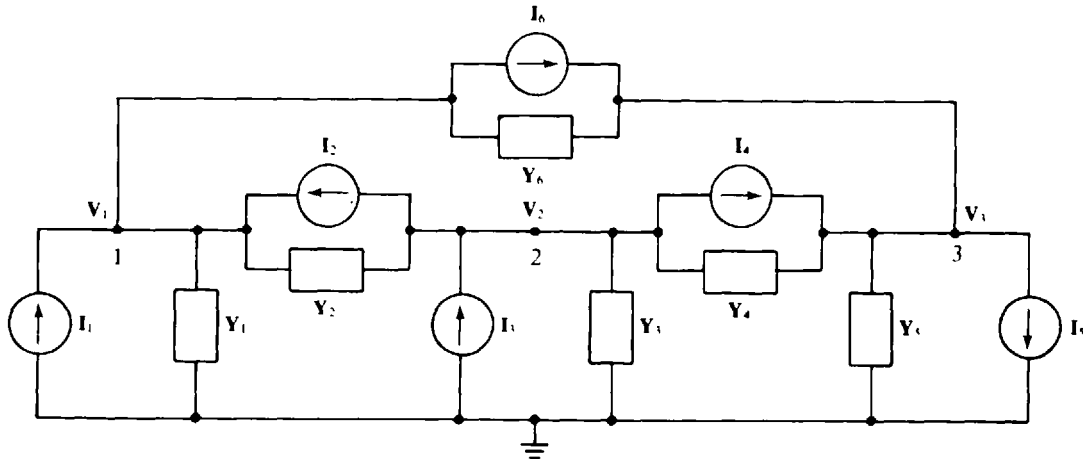 I₆
Y₆
I₂
I₄
V₁
V₂
V₃
1
2
3
Y₂
Y₄
I₁
Y₁
I₃
Y₃
Y₅
I₅